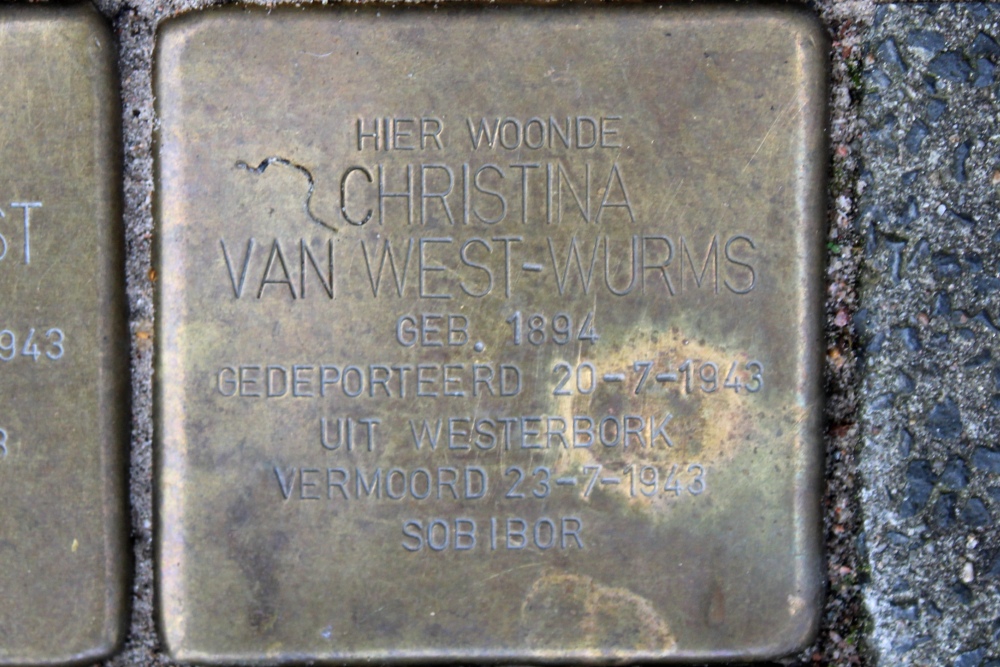 HIER WOONDE
CHRISTINA
VAN WEST-WURMS
GEB. 1894
GEDEPORTEERD 20-7-1943
UIT WESTERBORK
VERMOORD 23-7-1943
SOBIBOR